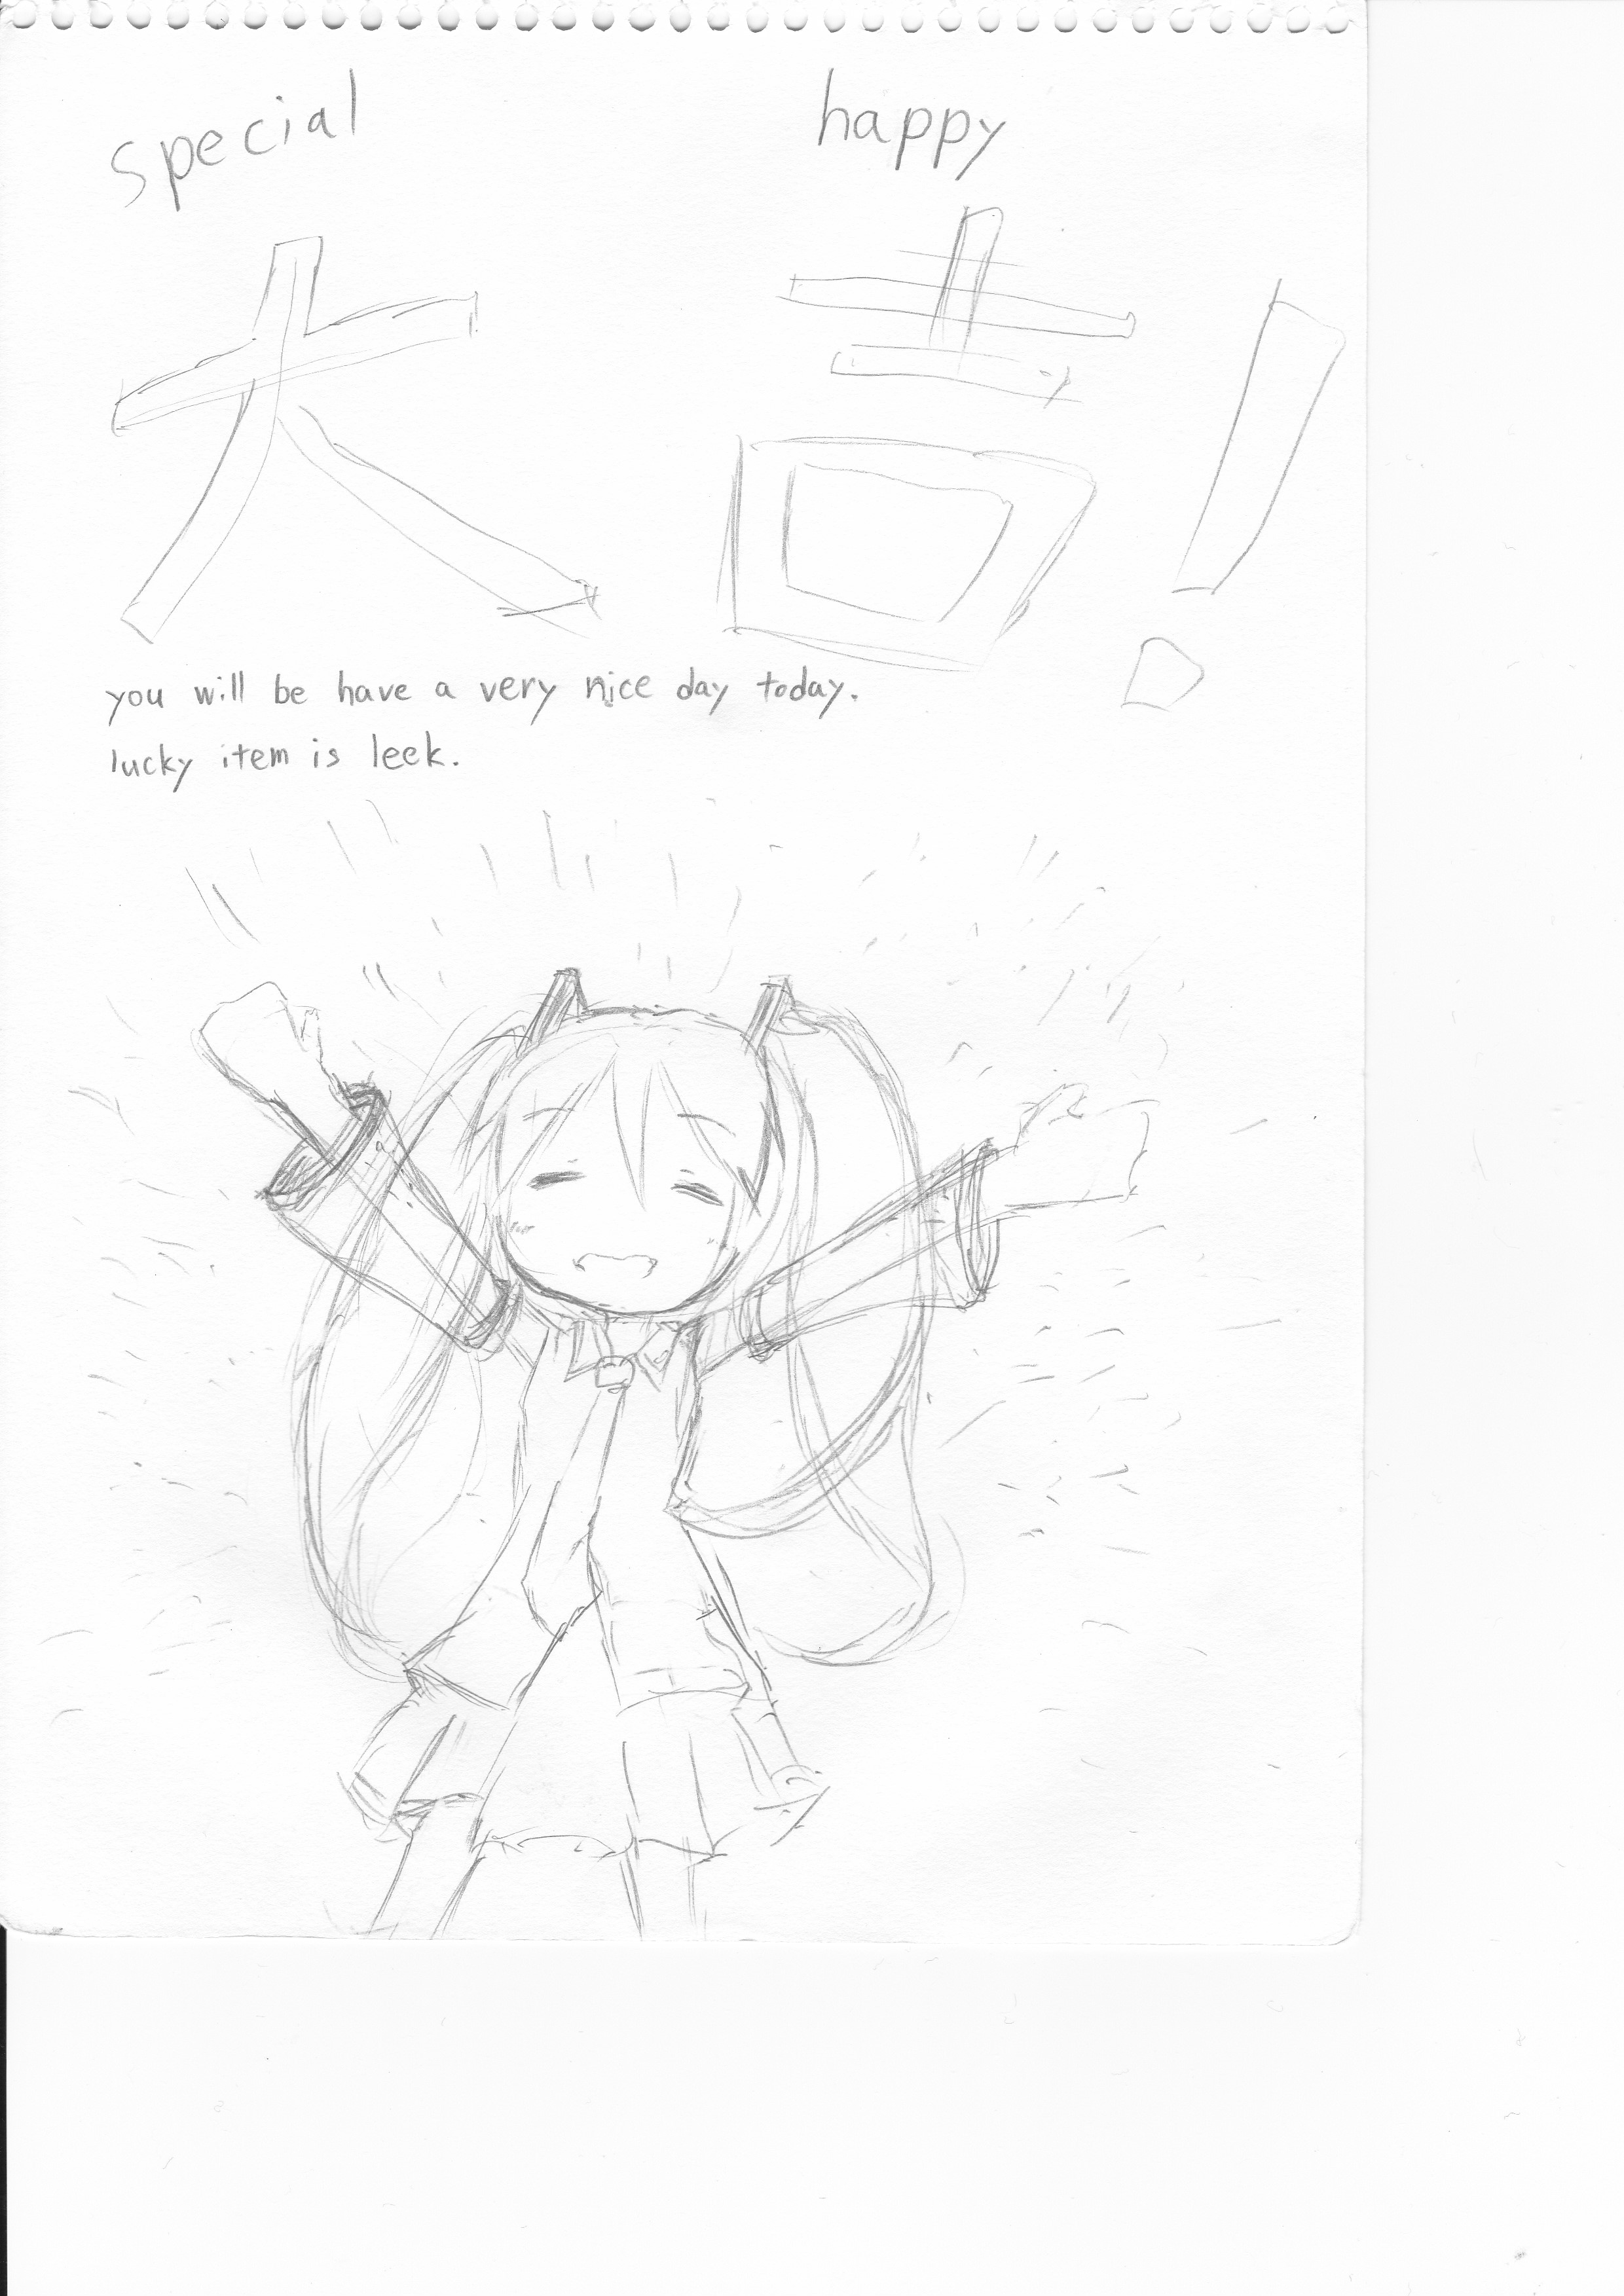 special happy
大吉!
you will be have a very nice day today.
lucky item is leek.